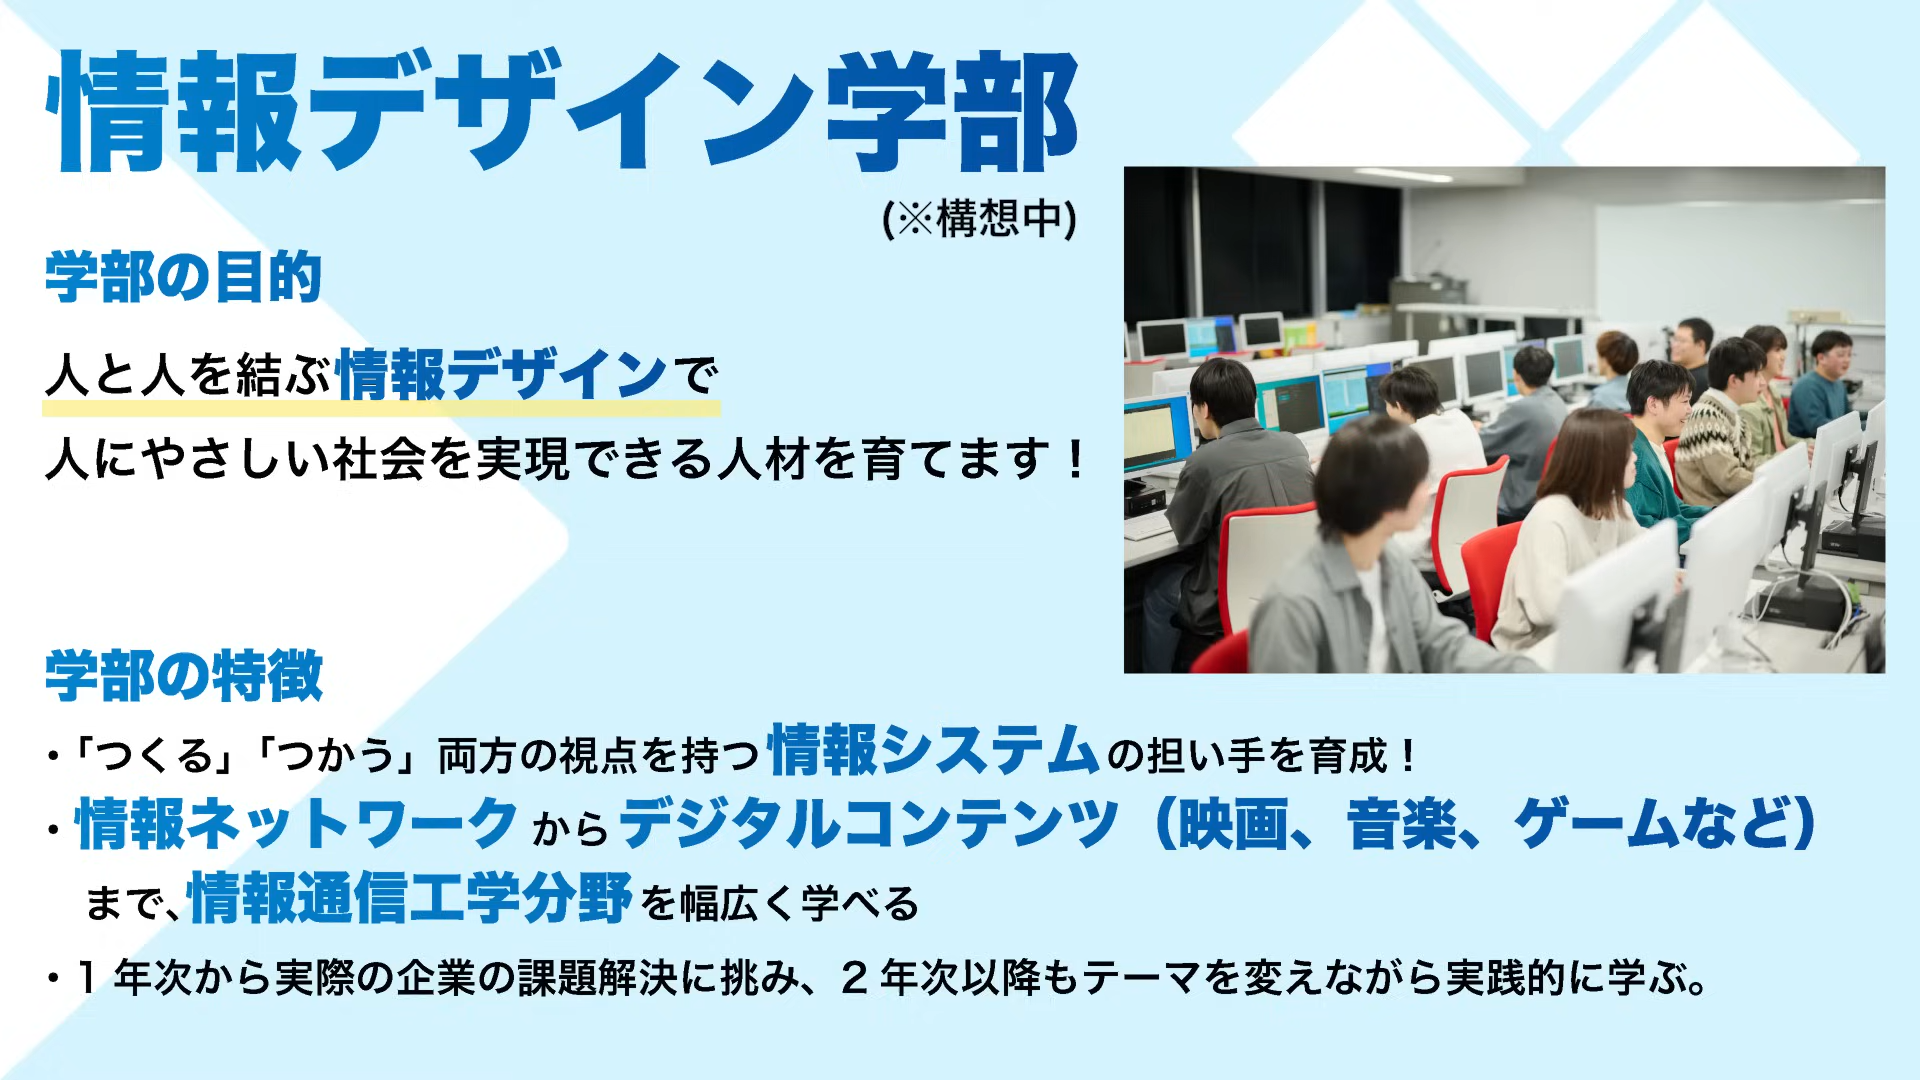 情報デザイン学部
(※構想中)
学部の目的
人と人を結ぶ情報デザインで
人にやさしい社会を実現できる人材を育てます！
学部の特徴
・「つくる」「つかう」両方の視点を持つ情報システムの担い手を育成！
・情報ネットワークからデジタルコンテンツ（映画、音楽、ゲームなど）
まで、情報通信工学分野を幅広く学べる
・1年次から実際の企業の課題解決に挑み、2年次以降もテーマを変えながら実践的に学ぶ。